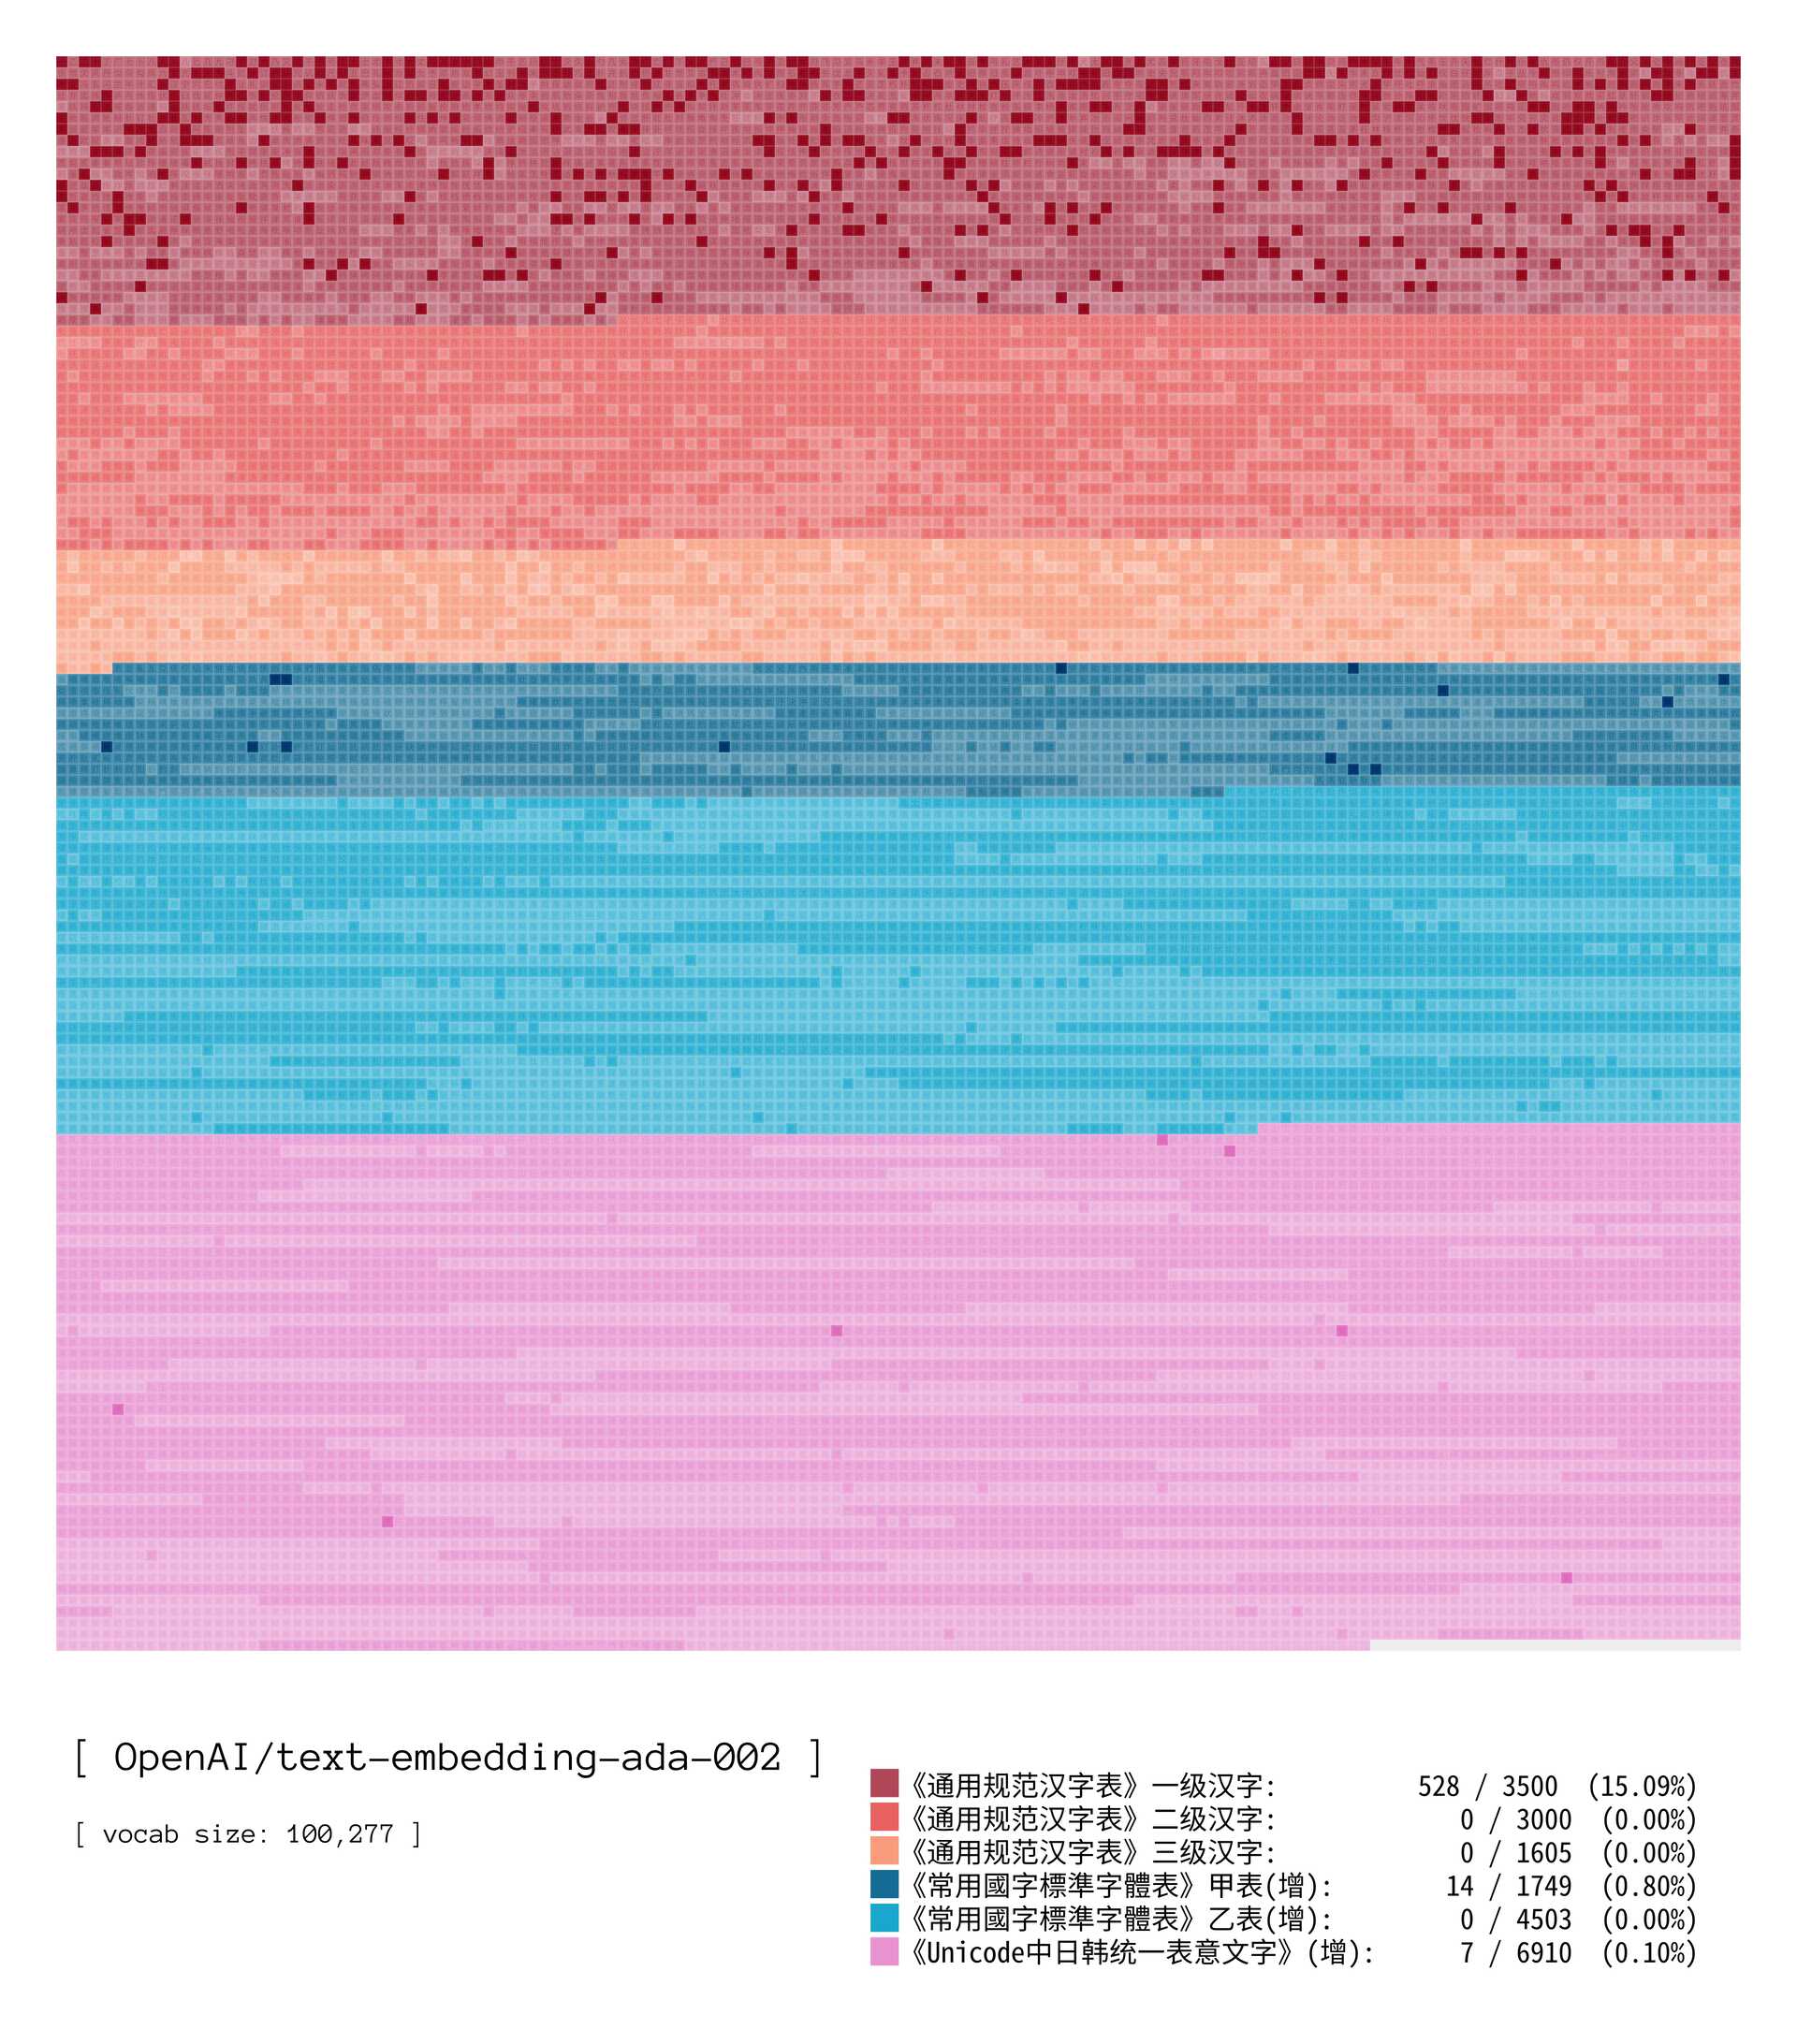 [ OpenAI/text-embedding-ada-002 ]
[ vocab size: 100,277 ]
《通用规范汉字表》一级汉字: 528 / 3500 (15.09%)
《通用规范汉字表》二级汉字: 0 / 3000 (0.00%)
《通用规范汉字表》三级汉字: 0 / 1605 (0.00%)
《常用國字標準字體表》甲表(增): 14 / 1749 (0.80%)
《常用國字標準字體表》乙表(增): 0 / 4503 (0.00%)
《Unicode中日韩统一表意文字》(增): 7 / 6910 (0.10%)